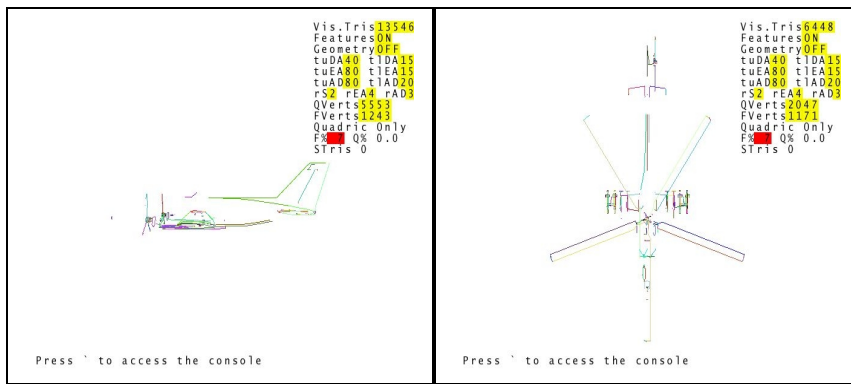 Vis.Tris13546
FeaturesON
GeometryOFF
tuDA40 tlDA15
tuEA80 tlEA15
tuAD80 tlAD20
rS2 rEA4 rAD3
QVerts5553
FVerts1243
Quadric Only
F% 7 Q% 0.0
STris 0
Press ` to access the console
Vis.Tris6448
FeaturesON
GeometryOFF
tuDA40 tlDA15
tuEA80 tlEA15
tuAD80 tlAD20
rS2 rEA4 rAD3
QVerts2047
FVerts1171
Quadric Only
F% 7 Q% 0.0
STris 0
Press ` to access the console